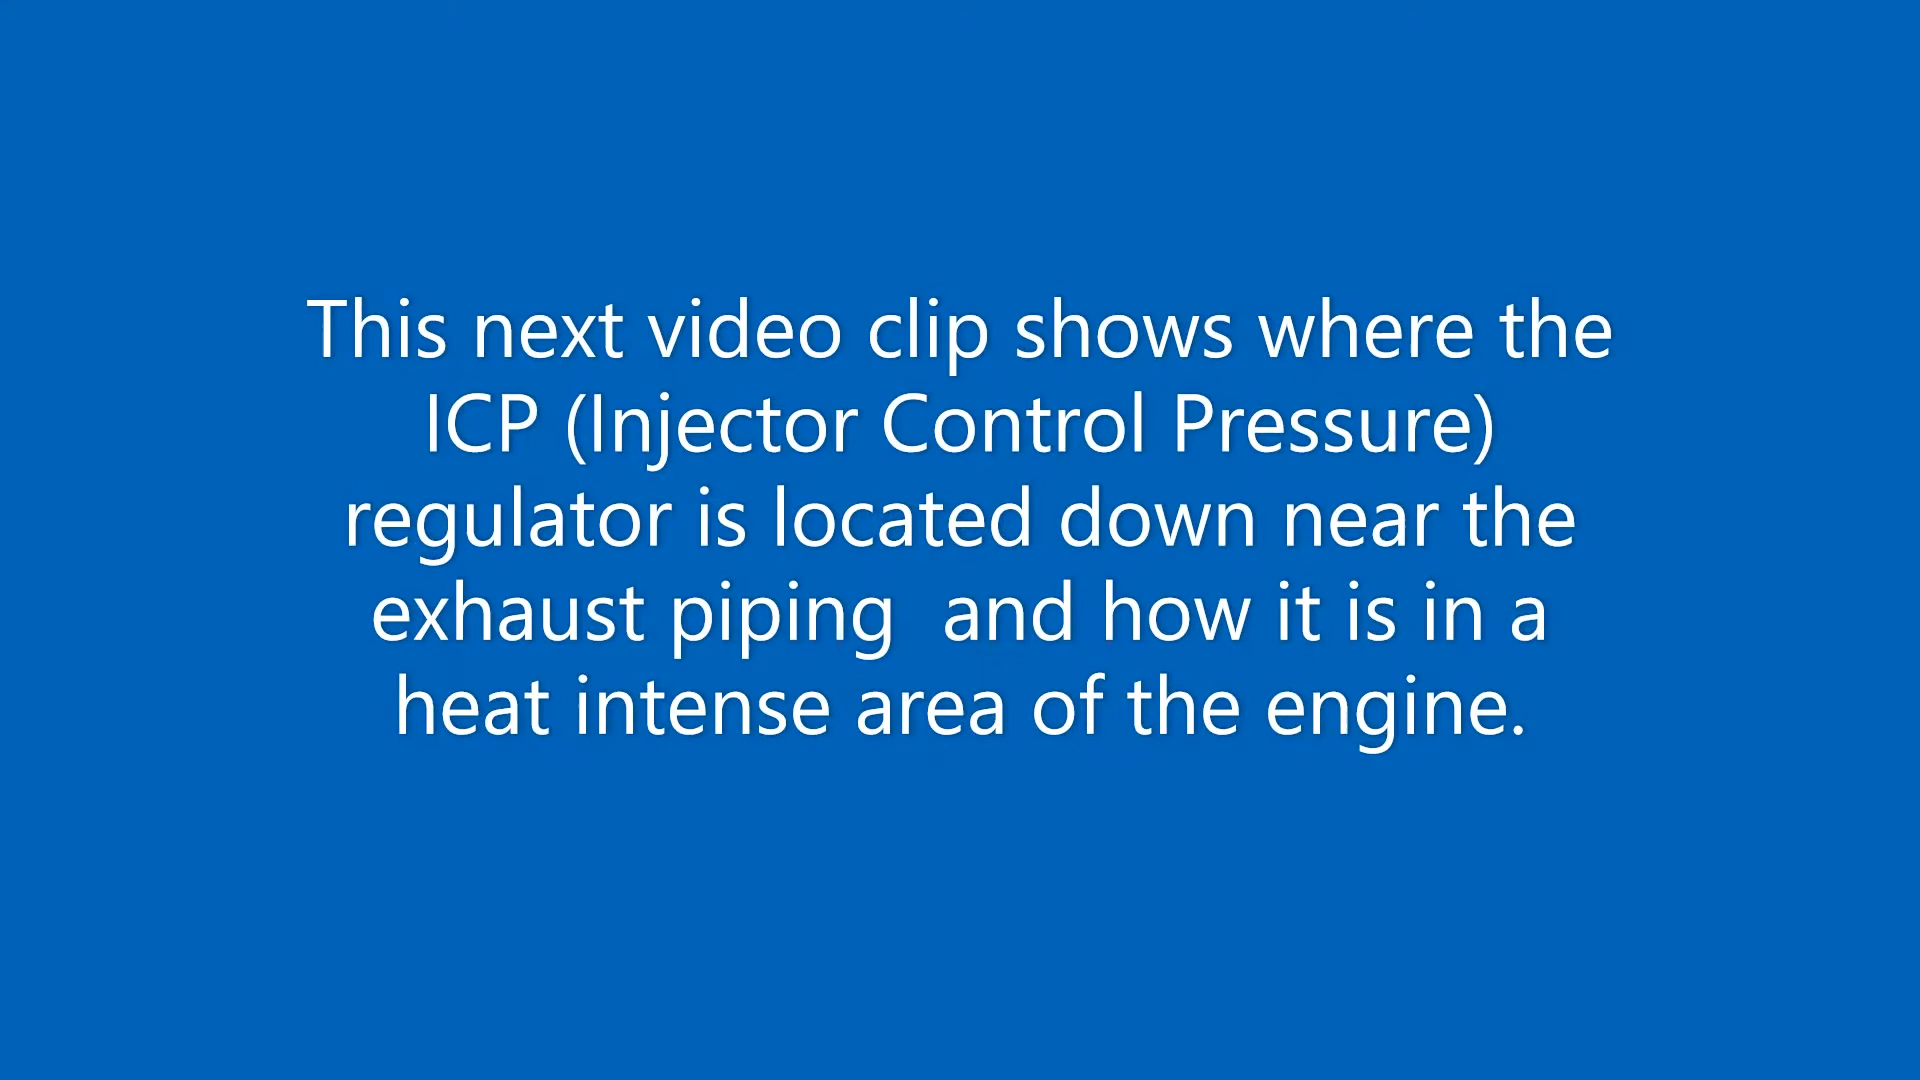 This next video clip shows where the
ICP (Injector Control Pressure)
regulator is located down near the
exhaust piping  and how it is in a
heat intense area of the engine.